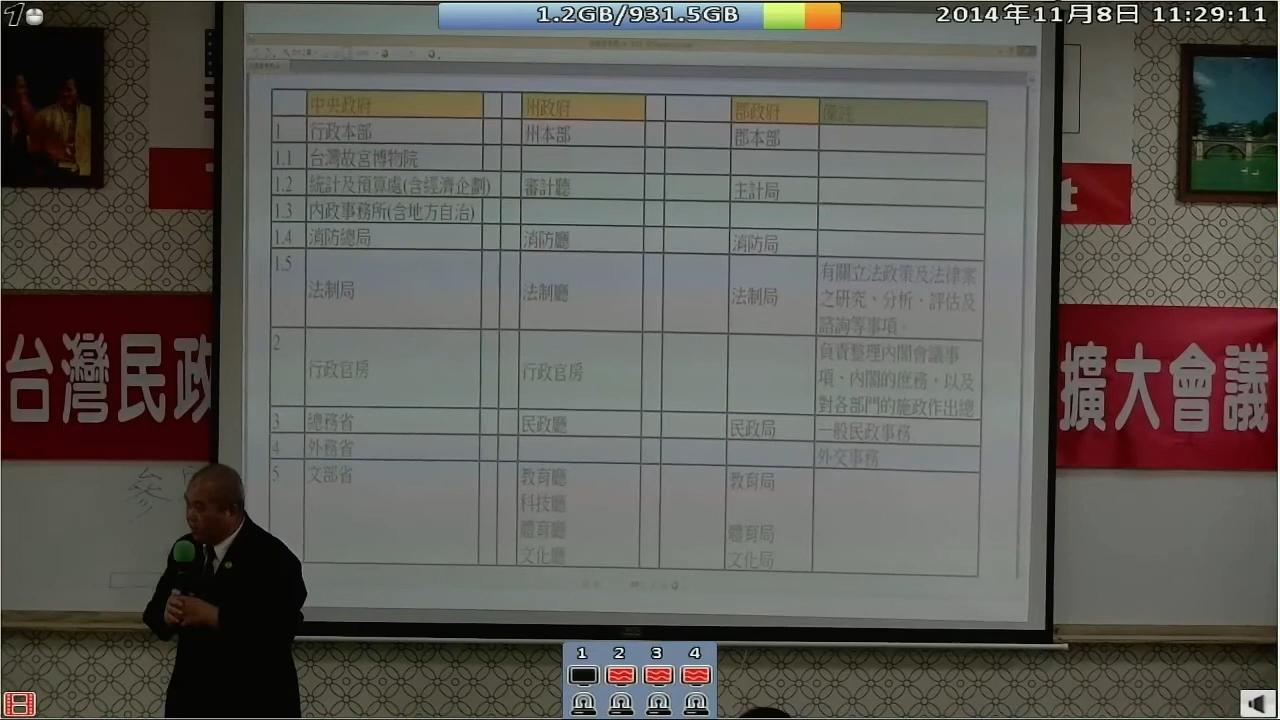 1.2GB/931.5GB
2014年11月8日 11:29:11
中央政府 州政府 郡政府 備註
1 行政本部 州本部 郡本部
1.1 台灣故宮博物院
1.2 統計及預算處(含經濟企劃) 審計廳 主計局
1.3 內政事務所(含地方自治)
1.4 消防總局 消防廳 消防局
1.5 法制局 法制廳 法制局 有關立法政策及法律案
之研究、分析、評估及
諮詢等事項。
2 行政官房 行政官房 負責整理內閣會議事
項、內閣的庶務，以及
對各部門的施政作出總
3 總務省 民政廳 民政局 一般民政事務
4 外務省 外交事務
5 文部省 教育廳 教育局
科技廳
體育廳 體育局
文化廳 文化局
台灣民政
擴大會議
t
參
1 2 3 4